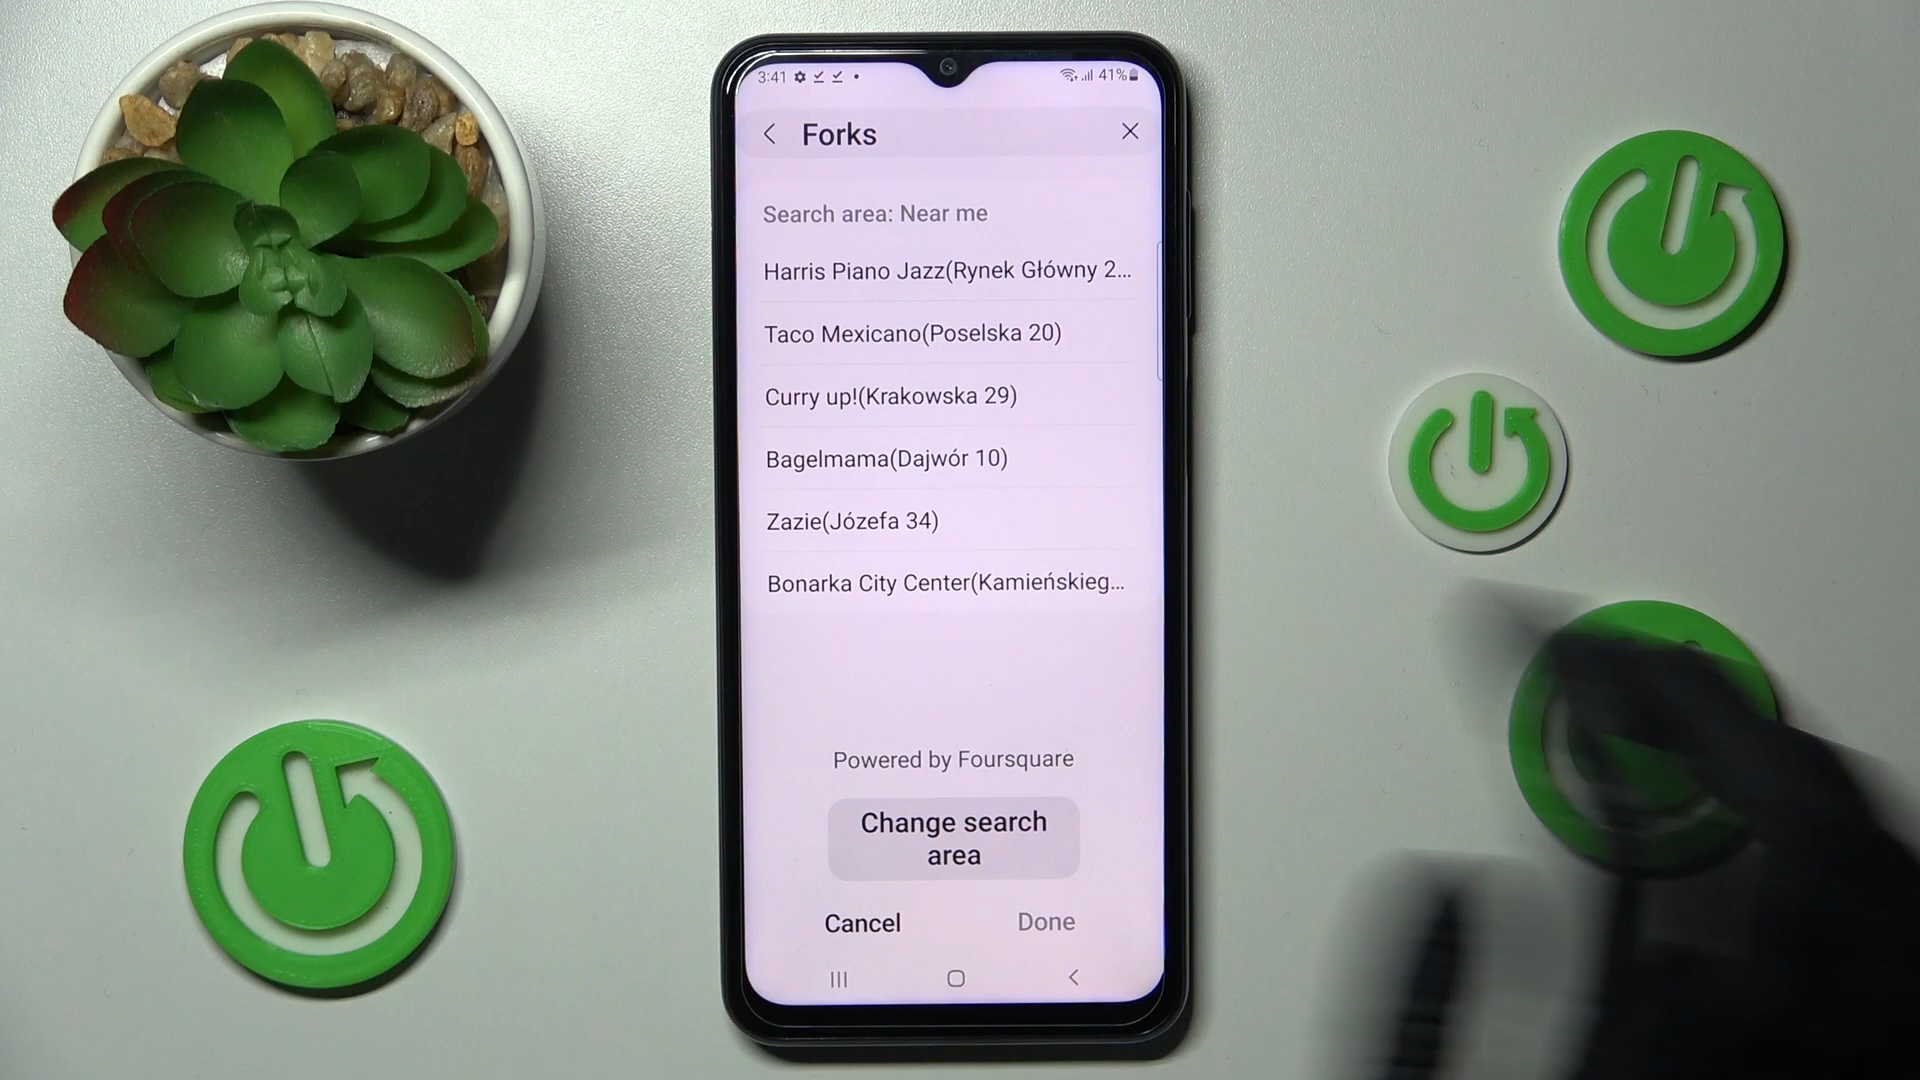 3:41
41%
Forks
Search area: Near me
Harris Piano Jazz(Rynek Główny 2...
Taco Mexicano(Poselska 20)
Curry up!(Krakowska 29)
Bagelmama(Dajwór 10)
Zazie(Józefa 34)
Bonarka City Center(Kamieńskieg...
Powered by Foursquare
Change search
area
Cancel
Done